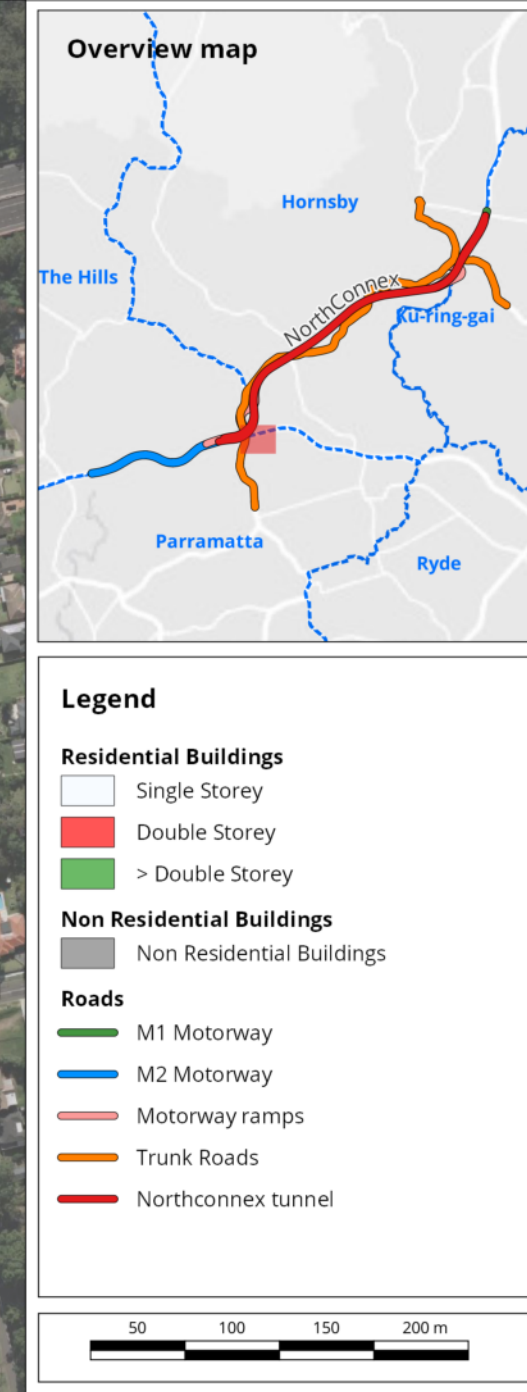 Overview map
Hornsby
The Hills
NorthConnex
Ku-ring-gai
Parramatta
Ryde
Legend
Residential Buildings
Single Storey
Double Storey
> Double Storey
Non Residential Buildings
Non Residential Buildings
Roads
M1 Motorway
M2 Motorway
Motorway ramps
Trunk Roads
Northconnex tunnel
50 100 150 200 m